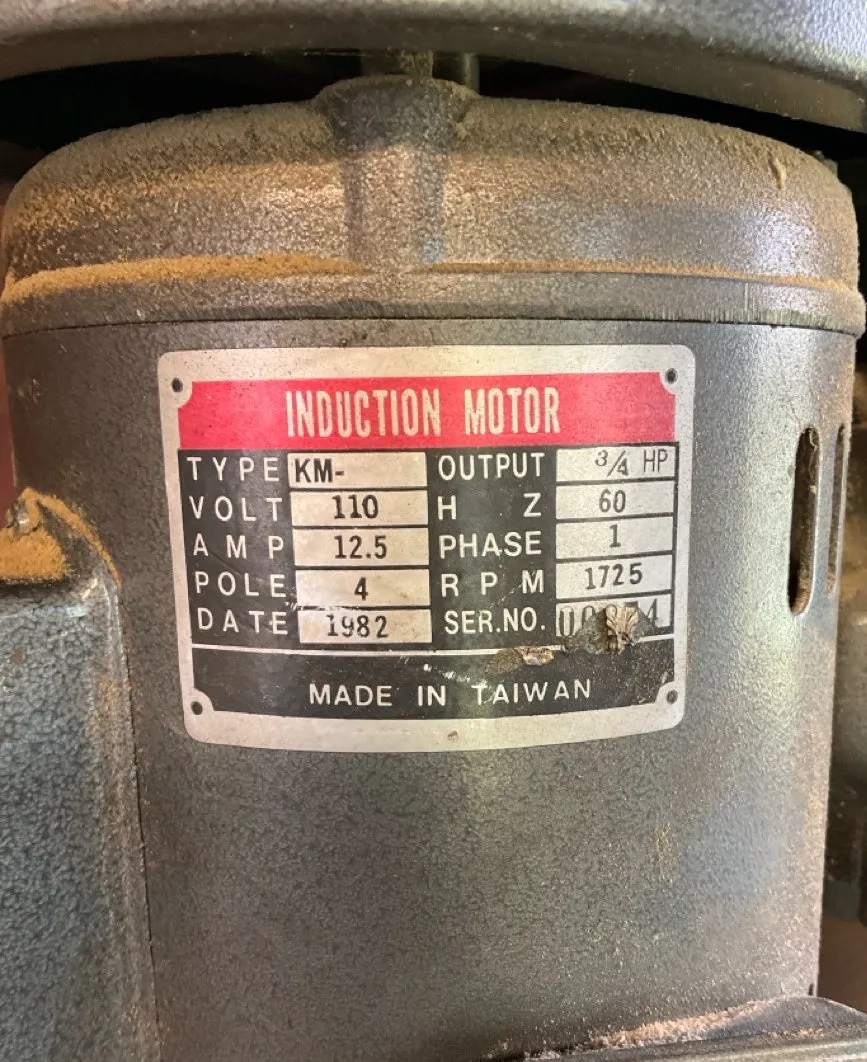 INDUCTION MOTOR
TYPE KM- OUTPUT 3/4 HP
VOLT 110 HZ 60
AMP 12.5 PHASE 1
POLE 4 RPM 1725
DATE 1982 SER.NO.
MADE IN TAIWAN